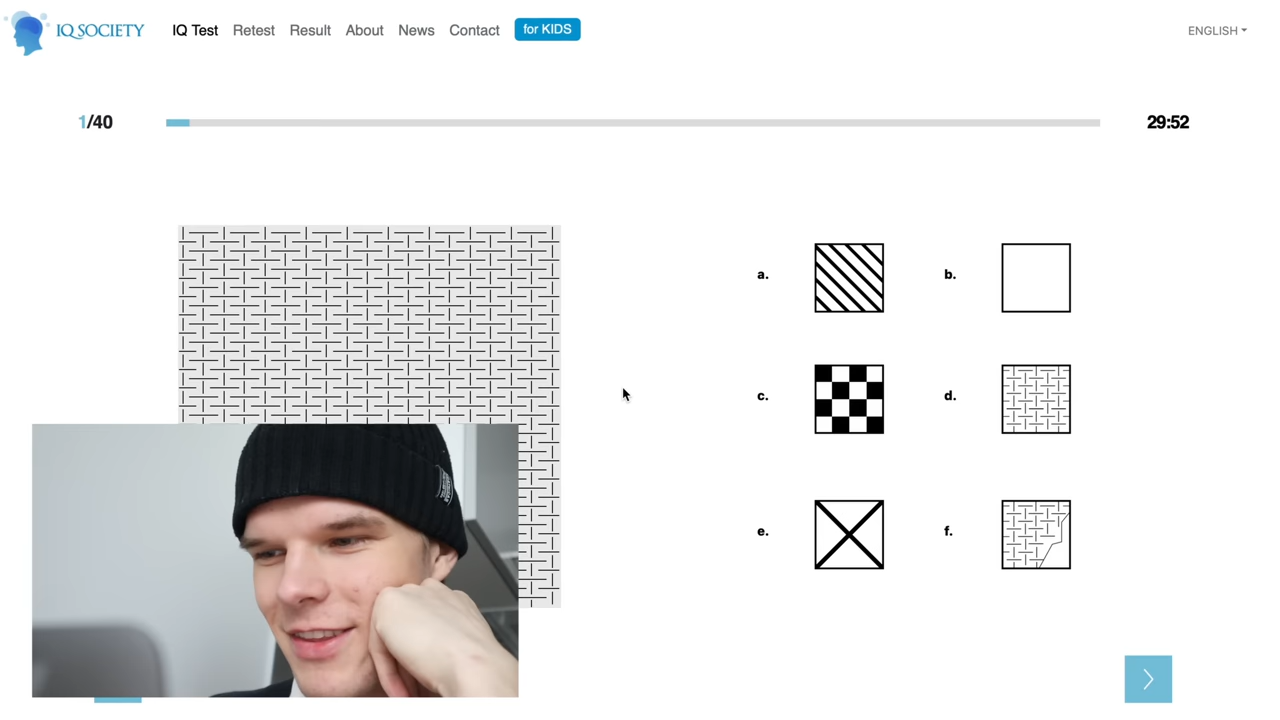 IQ SOCIETY
IQ Test Retest Result About News Contact for KIDS
ENGLISH
1/40
29:52
a.
b.
c.
d.
e.
f.